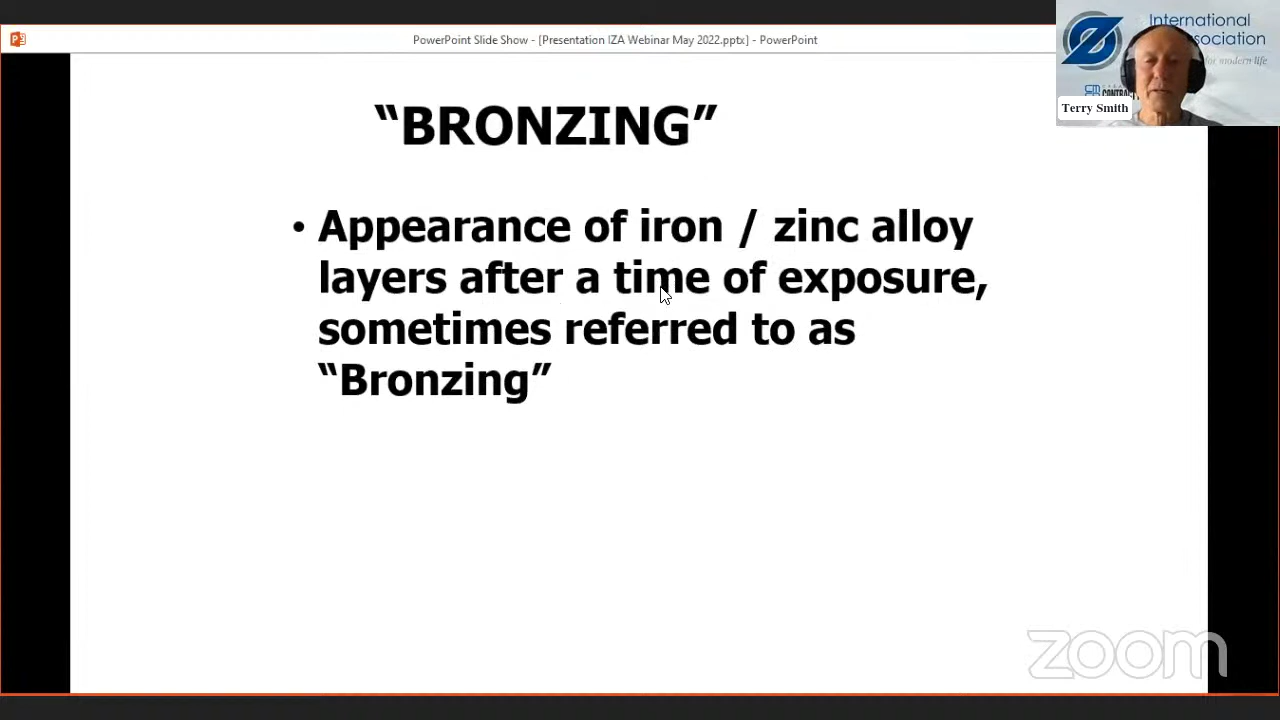 PowerPoint Slide Show - [Presentation IZA Webinar May 2022.pptx] - PowerPoint
International
for modern life
Terry Smith
“BRONZING”
• Appearance of iron / zinc alloy
layers after a time of exposure,
sometimes referred to as
“Bronzing”
zoom